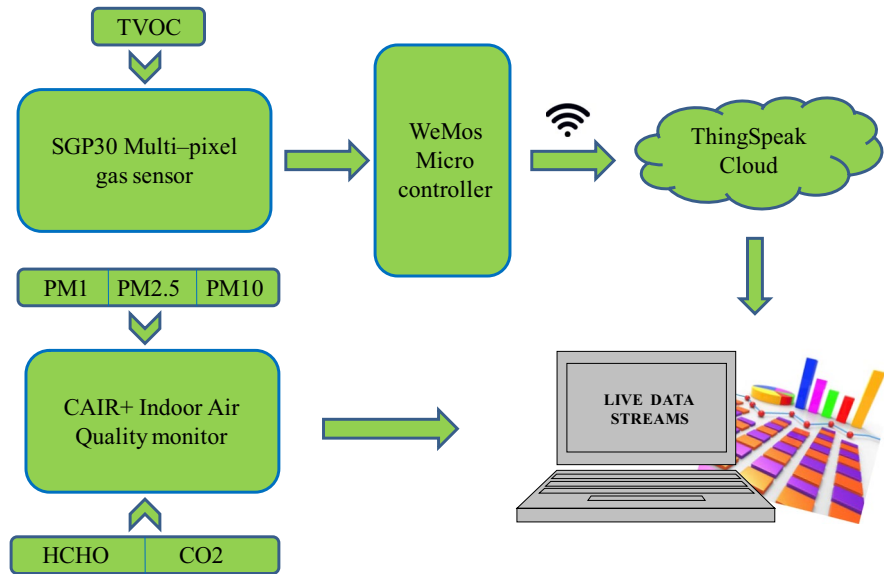 TVOC
SGP30 Multi–pixel
gas sensor
WeMos
Micro
controller
ThingSpeak
Cloud
PM1 PM2.5 PM10
CAIR+ Indoor Air
Quality monitor
HCHO CO2
LIVE DATA
STREAMS